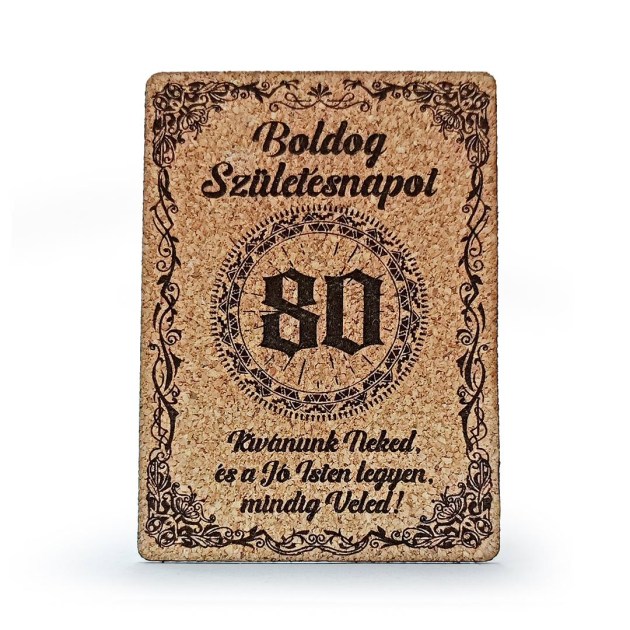 Boldog
Születésnapot
80
Kívánunk Neked,
és a Jó Isten legyen,
mindig Veled!